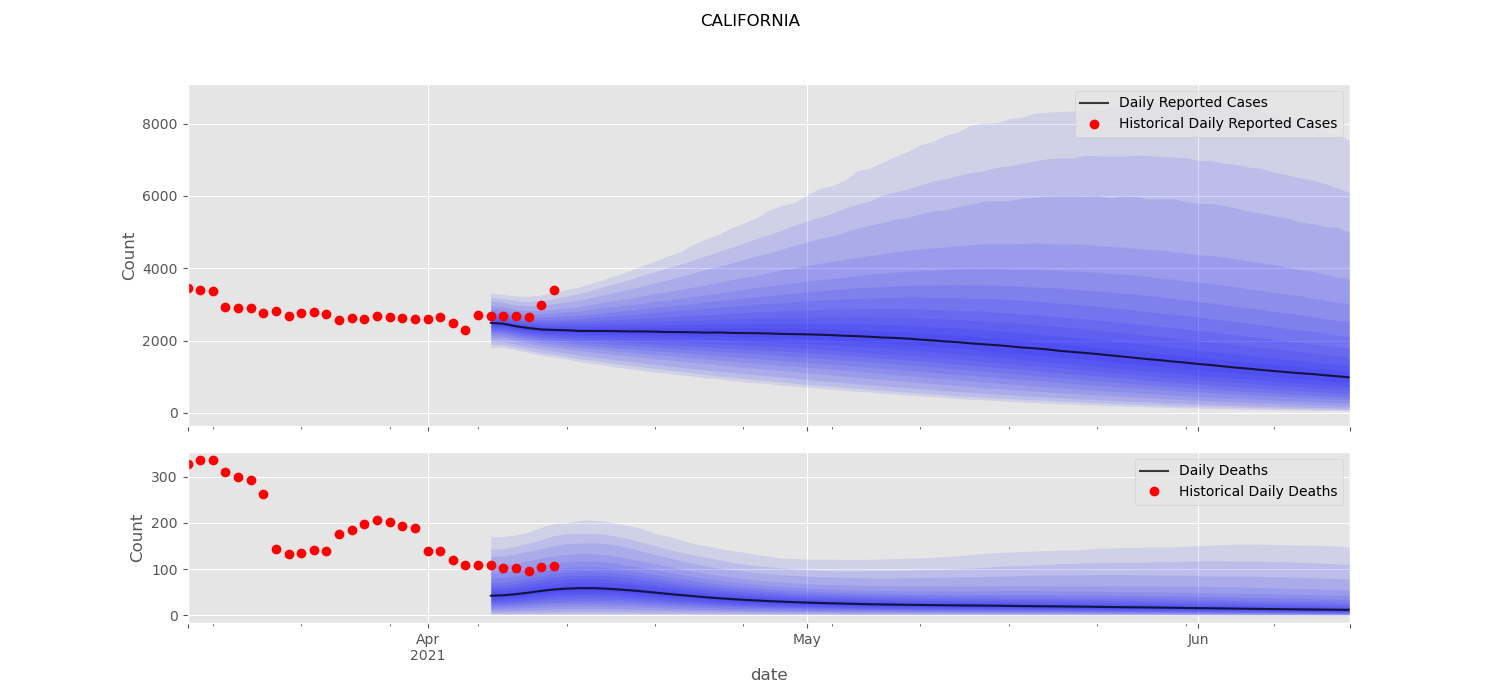 CALIFORNIA
Count
8000
6000
4000
2000
0
Daily Reported Cases
Historical Daily Reported Cases
Count
300
200
100
0
Daily Deaths
Historical Daily Deaths
Apr
2021
May
Jun
date